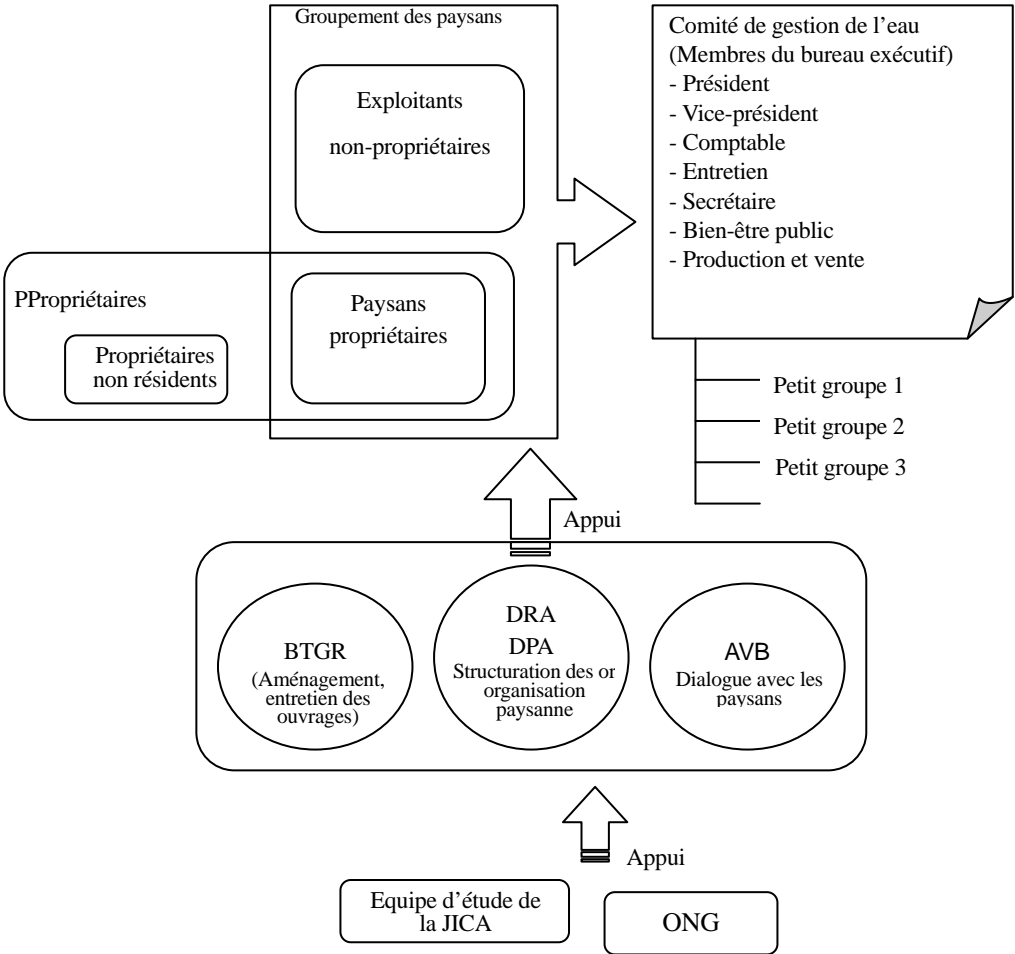 Groupement des paysans
Exploitants
non-propriétaires
PPropriétaires
Propriétaires
non résidents
Paysans
propriétaires
Comité de gestion de l’eau
(Membres du bureau exécutif)
- Président
- Vice-président
- Comptable
- Entretien
- Secrétaire
- Bien-être public
- Production et vente
Petit groupe 1
Petit groupe 2
Petit groupe 3
Appui
BTGR
(Aménagement,
entretien des
ouvrages)
DRA
DPA
Structuration des or
organisation
paysanne
AVB
Dialogue avec les
paysans
Appui
Equipe d’étude de
la JICA
ONG